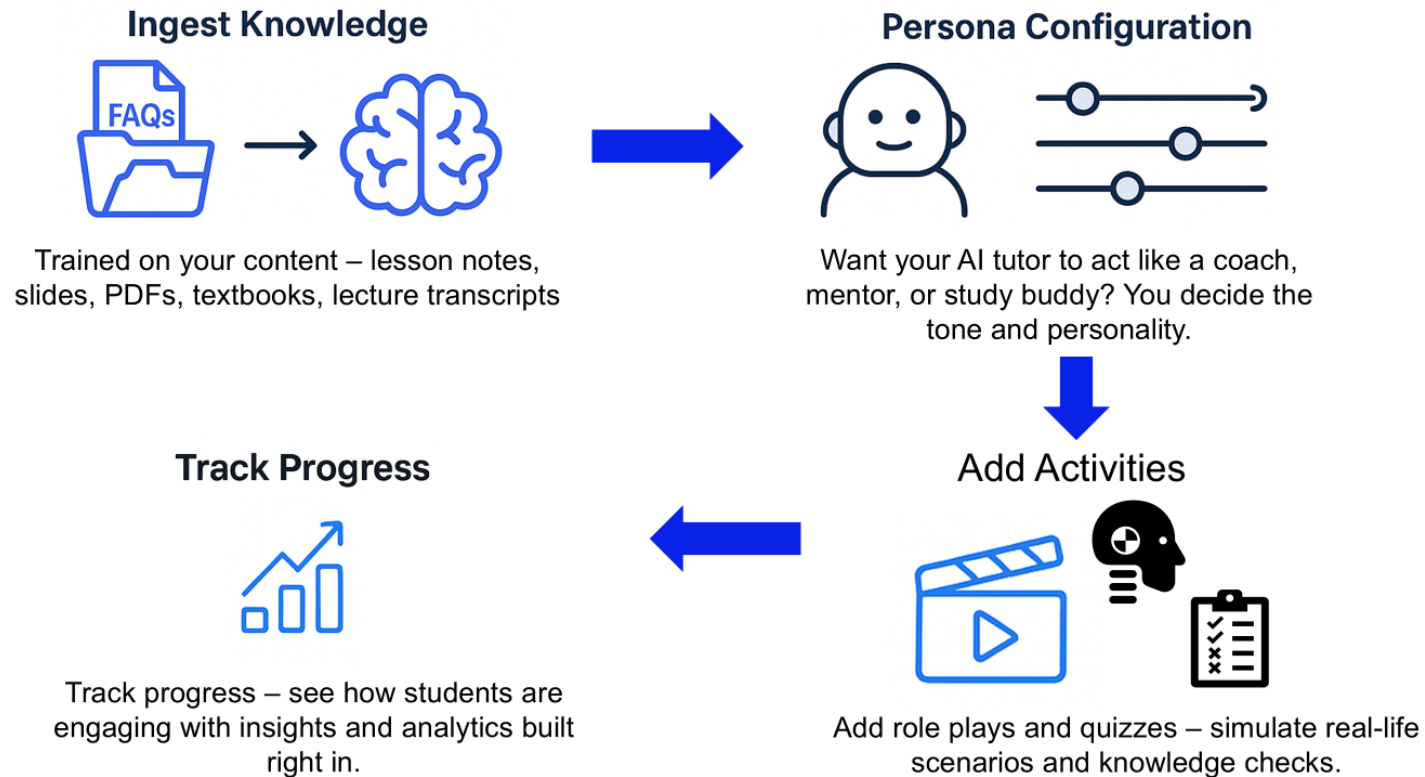 Ingest Knowledge
FAQs
Trained on your content – lesson notes,
slides, PDFs, textbooks, lecture transcripts
Persona Configuration
Want your AI tutor to act like a coach,
mentor, or study buddy? You decide the
tone and personality.
Add Activities
Add role plays and quizzes – simulate real-life
scenarios and knowledge checks.
Track Progress
Track progress – see how students are
engaging with insights and analytics built
right in.